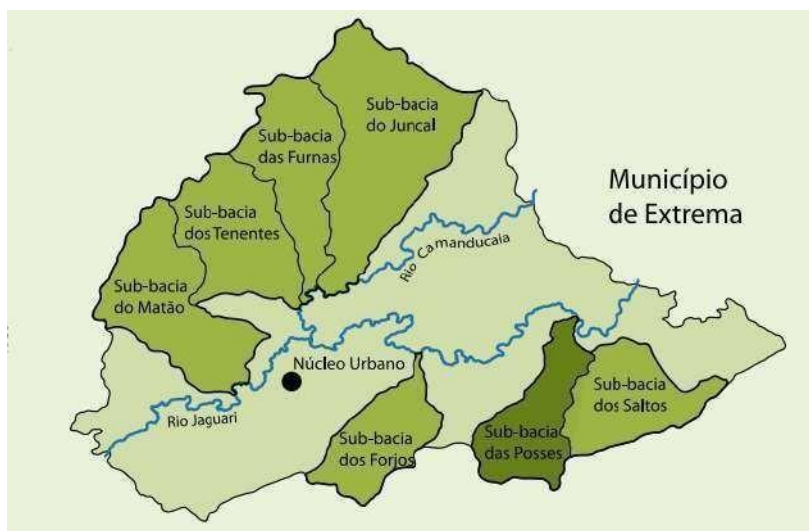 Sub-bacia
do Juncal
Sub-bacia
das Furnas
Município
de Extrema
Sub-bacia
dos Tenentes
Rio Camanducaia
Sub-bacia
do Matão
Núcleo Urbano
Sub-bacia
dos Saltos
Rio Jaguari
Sub-bacia
dos Forjos
Sub-bacia
das Posses